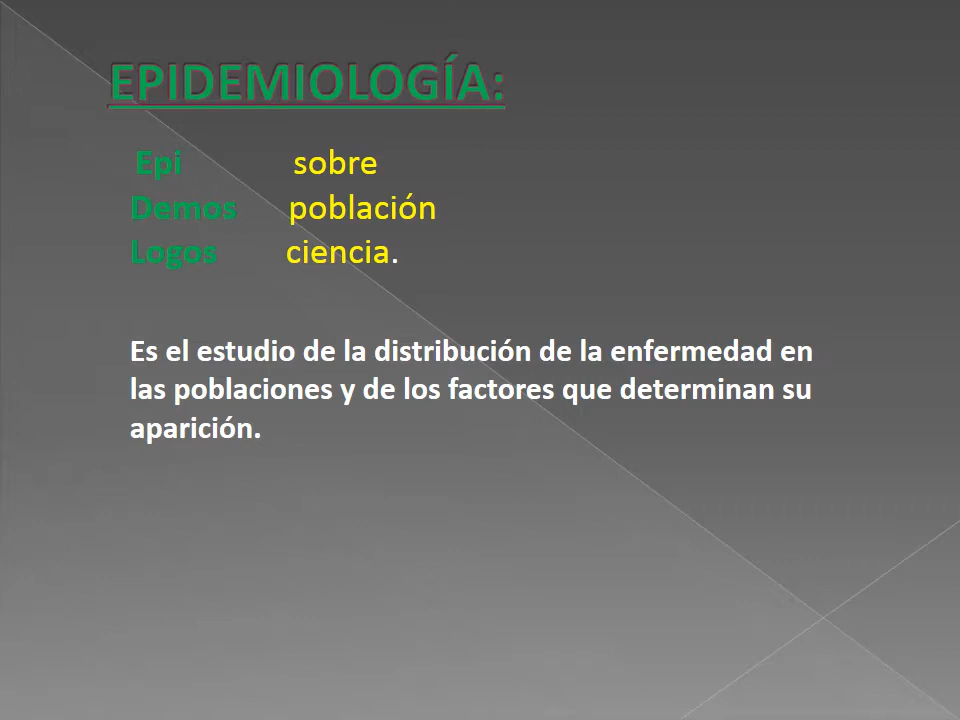 EPIDEMIOLOGÍA:
Epi sobre
Demos población
Logos ciencia.
Es el estudio de la distribución de la enfermedad en
las poblaciones y de los factores que determinan su
aparición.